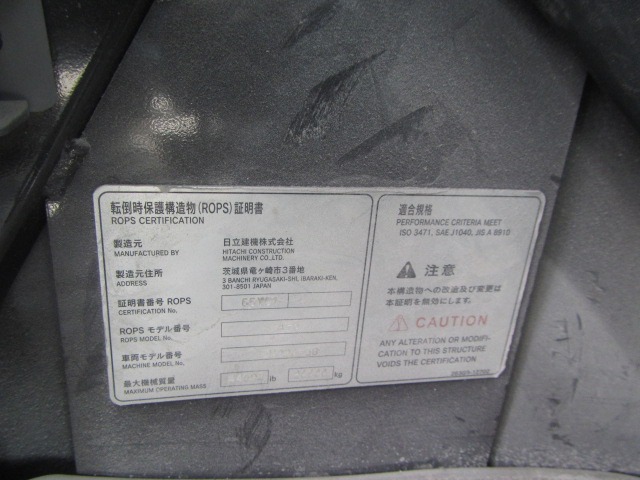 転倒時保護構造物(ROPS)証明書
ROPS CERTIFICATION
製造元
MANUFACTURED BY
日立建機株式会社
HITACHI CONSTRUCTION
MACHINERY CO.LTD.
製造元住所
ADDRESS
茨城県竜ヶ崎市3番地
3 BANCHI RYUGASAKI-SHI, IBARAKI-KEN,
301-8501 JAPAN
証明書番号 ROPS
CERTIFICATION No.
ROPS モデル番号
ROPS MODEL No.
車両モデル番号
MACHINE MODEL No.
最大機械質量
MAXIMUM OPERATING MASS
lb
kg
適合規格
PERFORMANCE CRITERIA MEET
ISO 3471, SAE J1040, JIS A 8910
注意
本構造物への改造及び変更は
本証明を無効にします.
CAUTION
ANY ALTERATION OR MODIFI-
CATION TO THIS STRUCTURE
VOIDS THE CERTIFICATION